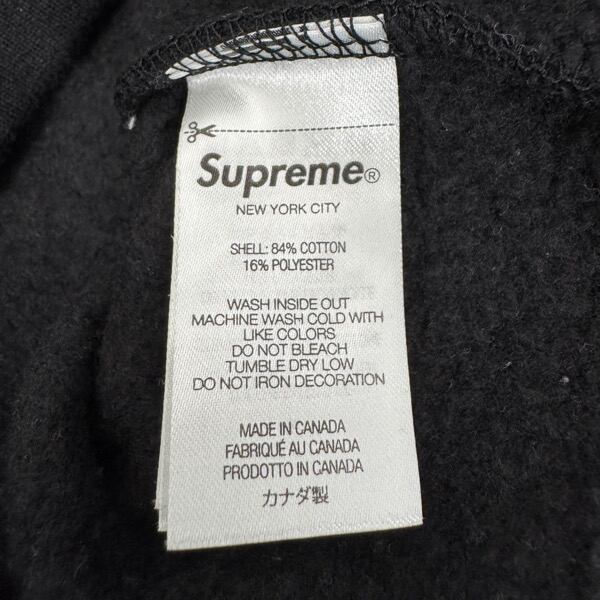 Supreme®
NEW YORK CITY
SHELL: 84% COTTON
16% POLYESTER
WASH INSIDE OUT
MACHINE WASH COLD WITH
LIKE COLORS
DO NOT BLEACH
TUMBLE DRY LOW
DO NOT IRON DECORATION
MADE IN CANADA
FABRIQUÉ AU CANADA
PRODOTTO IN CANADA
カナダ製